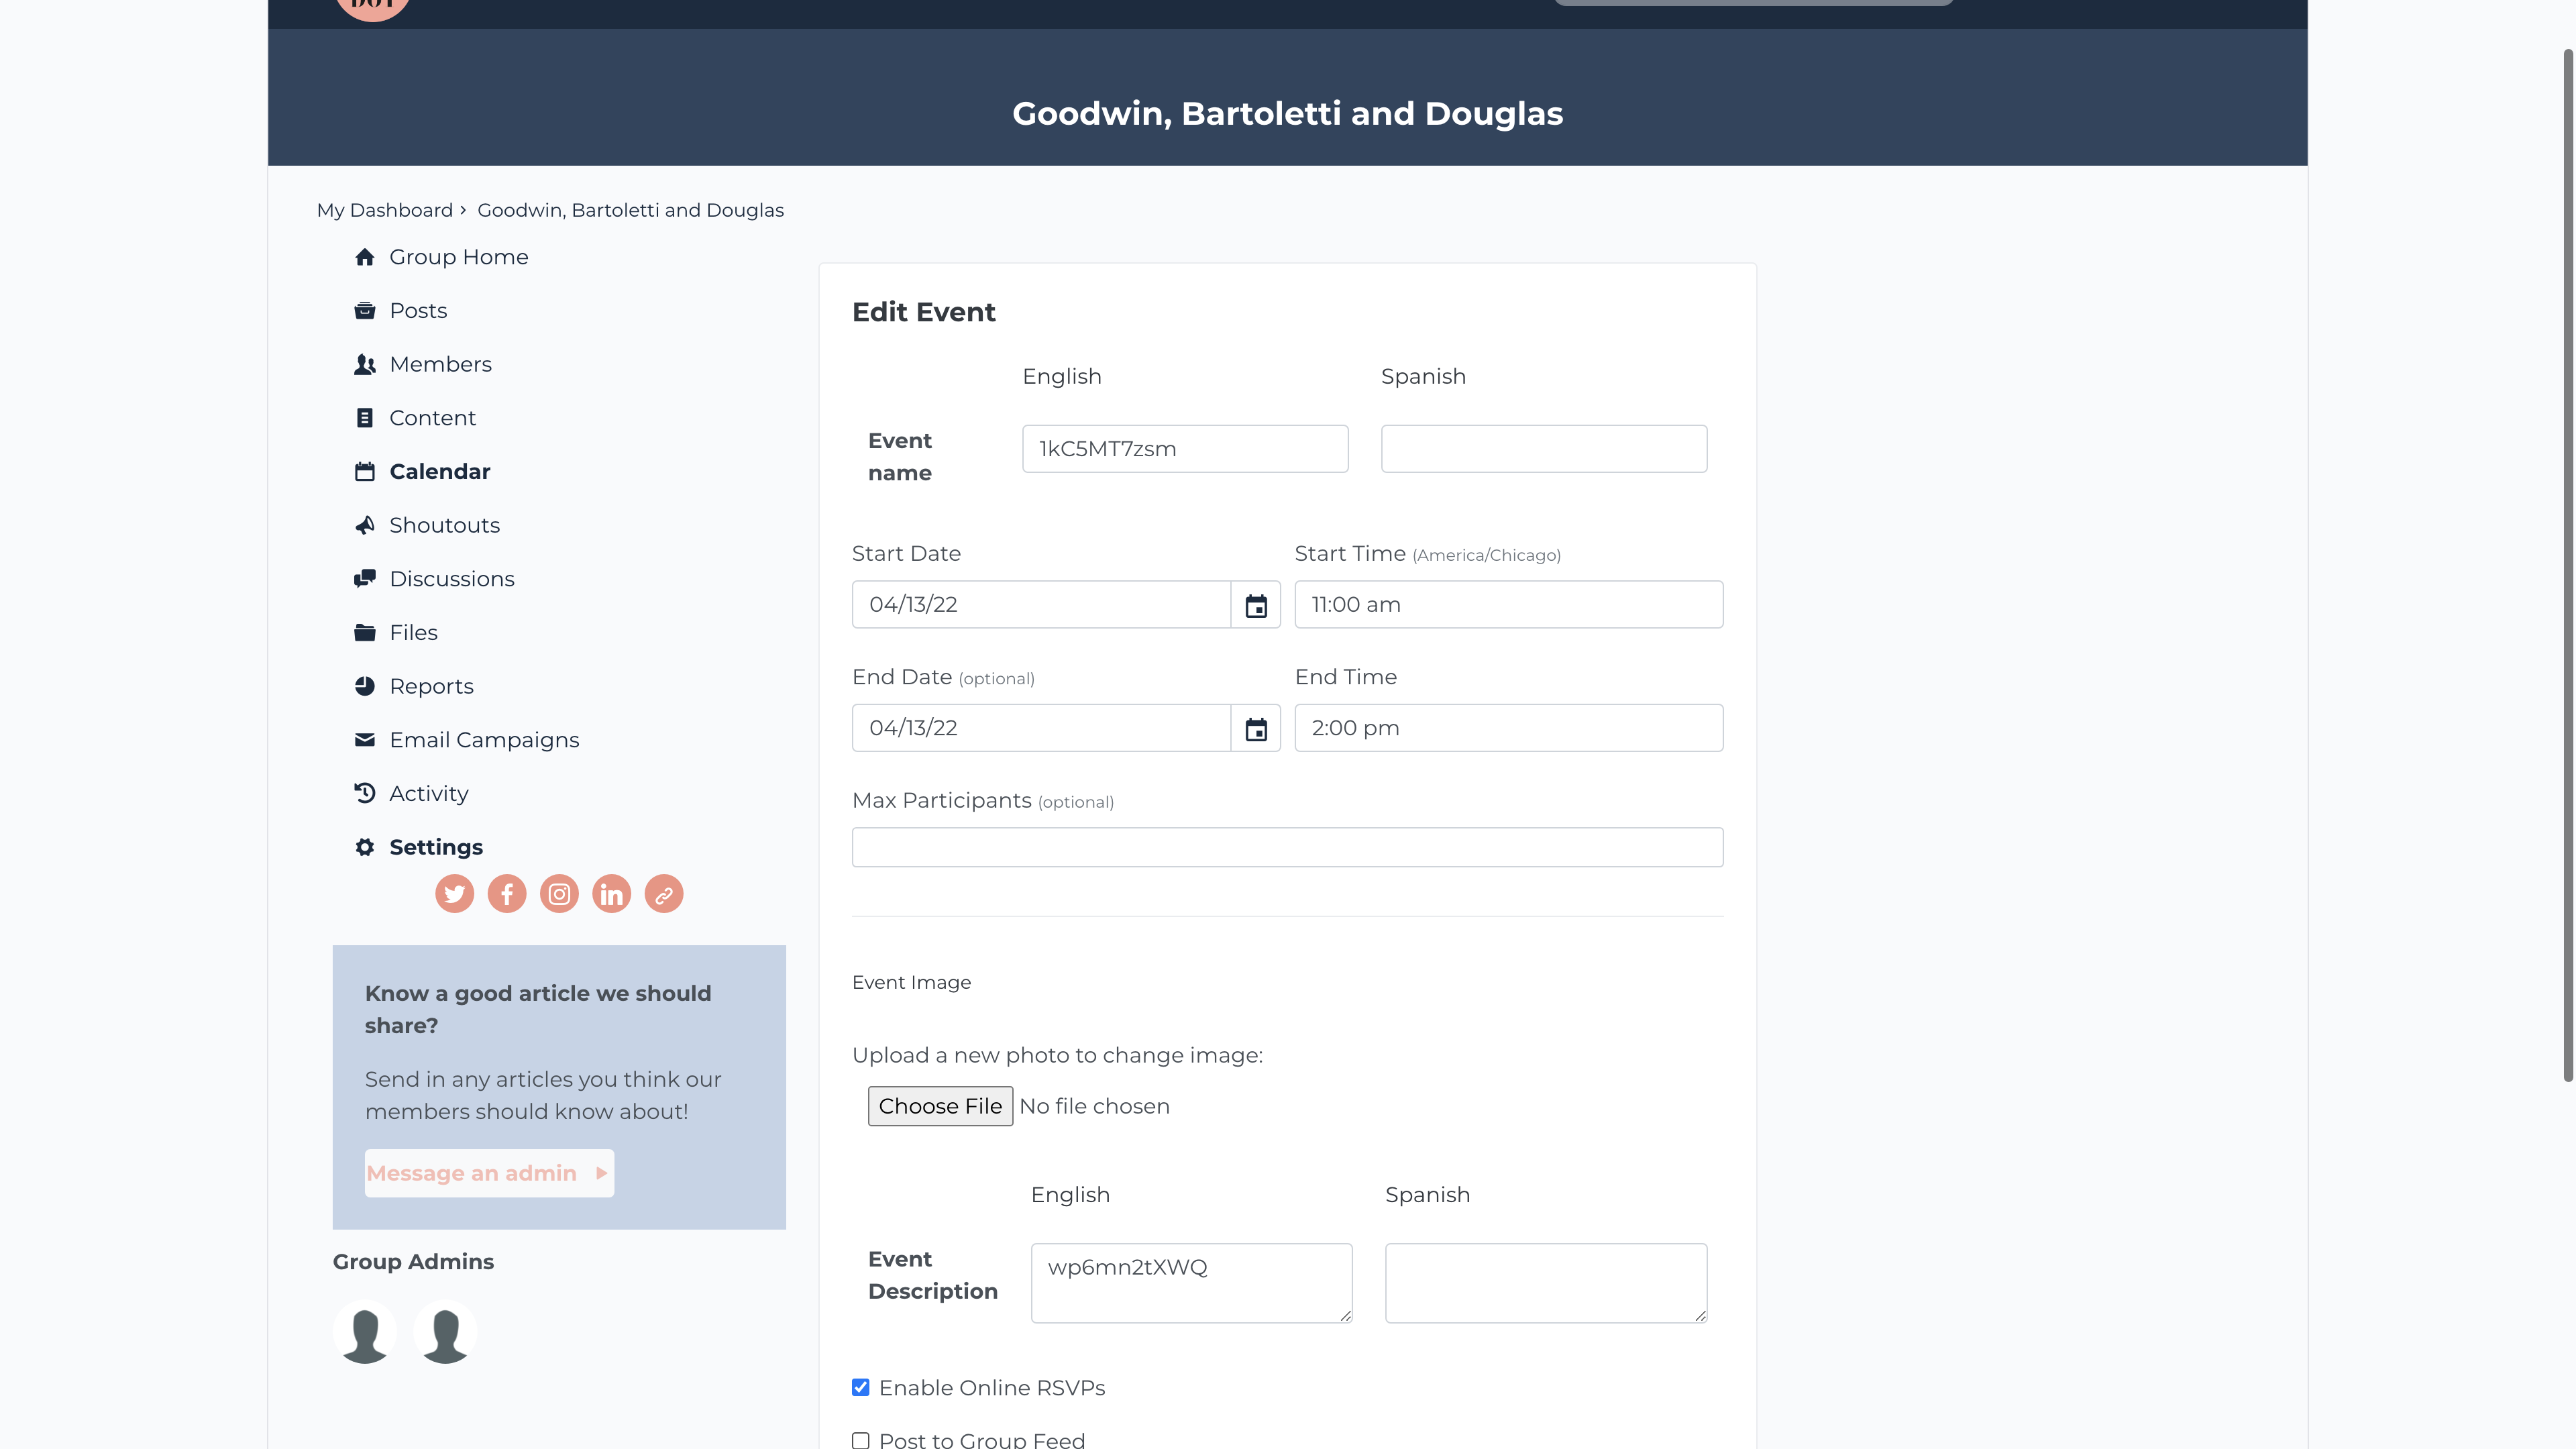 Goodwin, Bartoletti and Douglas
My Dashboard › Goodwin, Bartoletti and Douglas
Group Home
Posts
Members
Content
Calendar
Shoutouts
Discussions
Files
Reports
Email Campaigns
Activity
Settings
Know a good article we should
share?
Send in any articles you think our
members should know about!
Message an admin
Group Admins
Edit Event
English Spanish
Event
name
1kC5MT7zsm
Start Date
Start Time (America/Chicago)
04/13/22
11:00 am
End Date (optional)
End Time
04/13/22
2:00 pm
Max Participants (optional)
Event Image
Upload a new photo to change image:
Choose File No file chosen
English Spanish
Event
Description
wp6mn2tXWQ
Enable Online RSVPs
Post to Group Feed